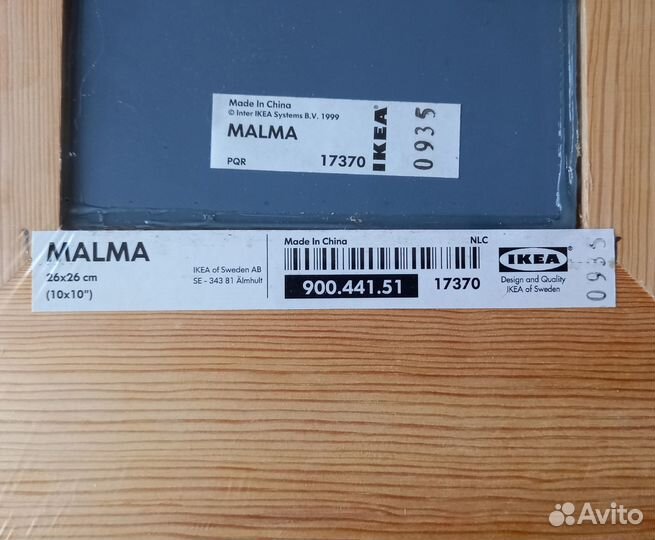 Made In China
© Inter IKEA Systems B.V. 1999
MALMA
PQR 17370
IKEA
0935
MALMA
26x26 cm
(10x10")
IKEA of Sweden AB
SE - 343 81 Älmhult
Made In China NLC
900.441.51 17370
IKEA
Design and Quality
IKEA of Sweden
0935
Avito